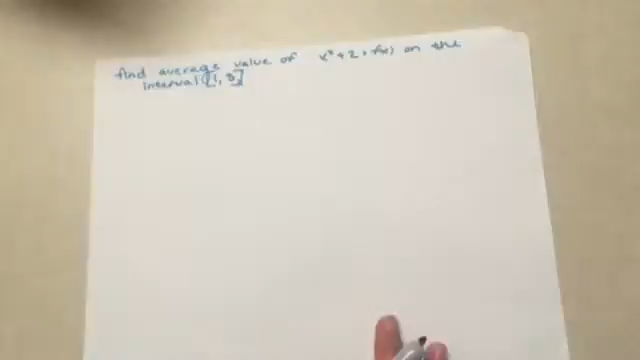 find average value of x²+2 = f(x) on the
interval [1, 3]